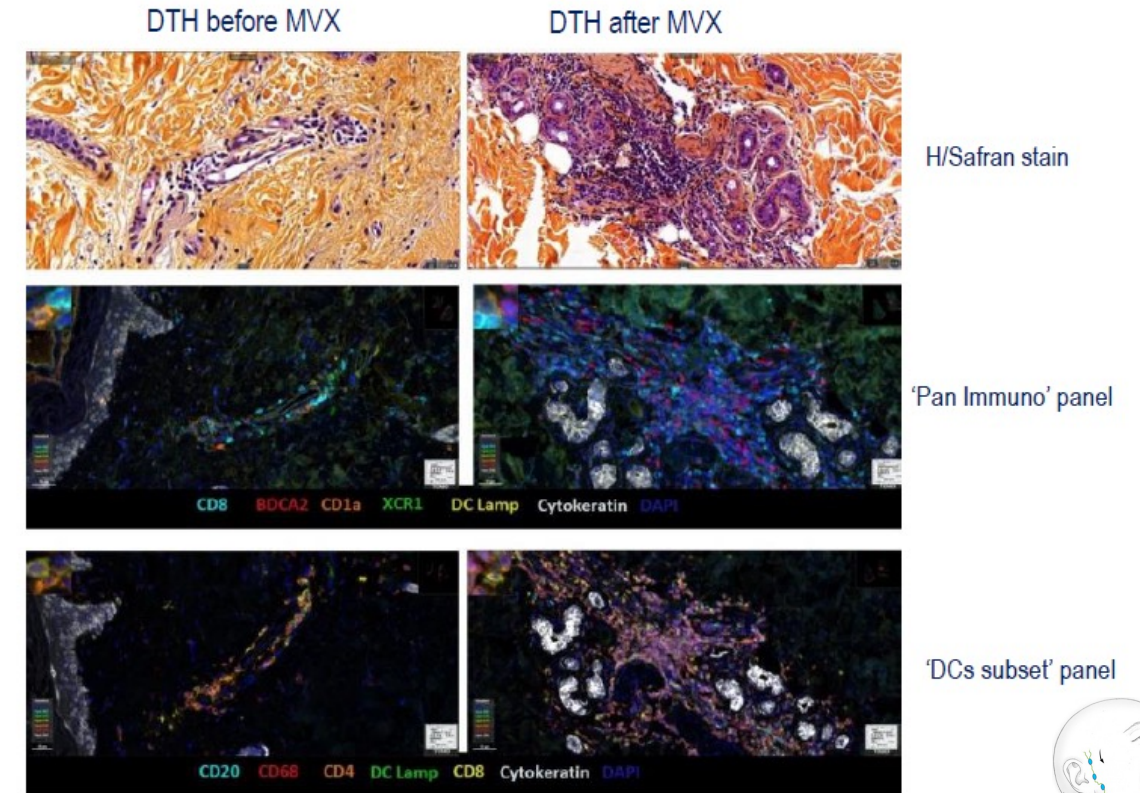 DTH before MVX
DTH after MVX
H/Safran stain
'Pan Immuno' panel
CD8 BDCA2 CD1a XCR1 DC Lamp Cytokeratin DAPI
'DCs subset' panel
CD20 CD68 CD4 DC Lamp CD8 Cytokeratin DAPI